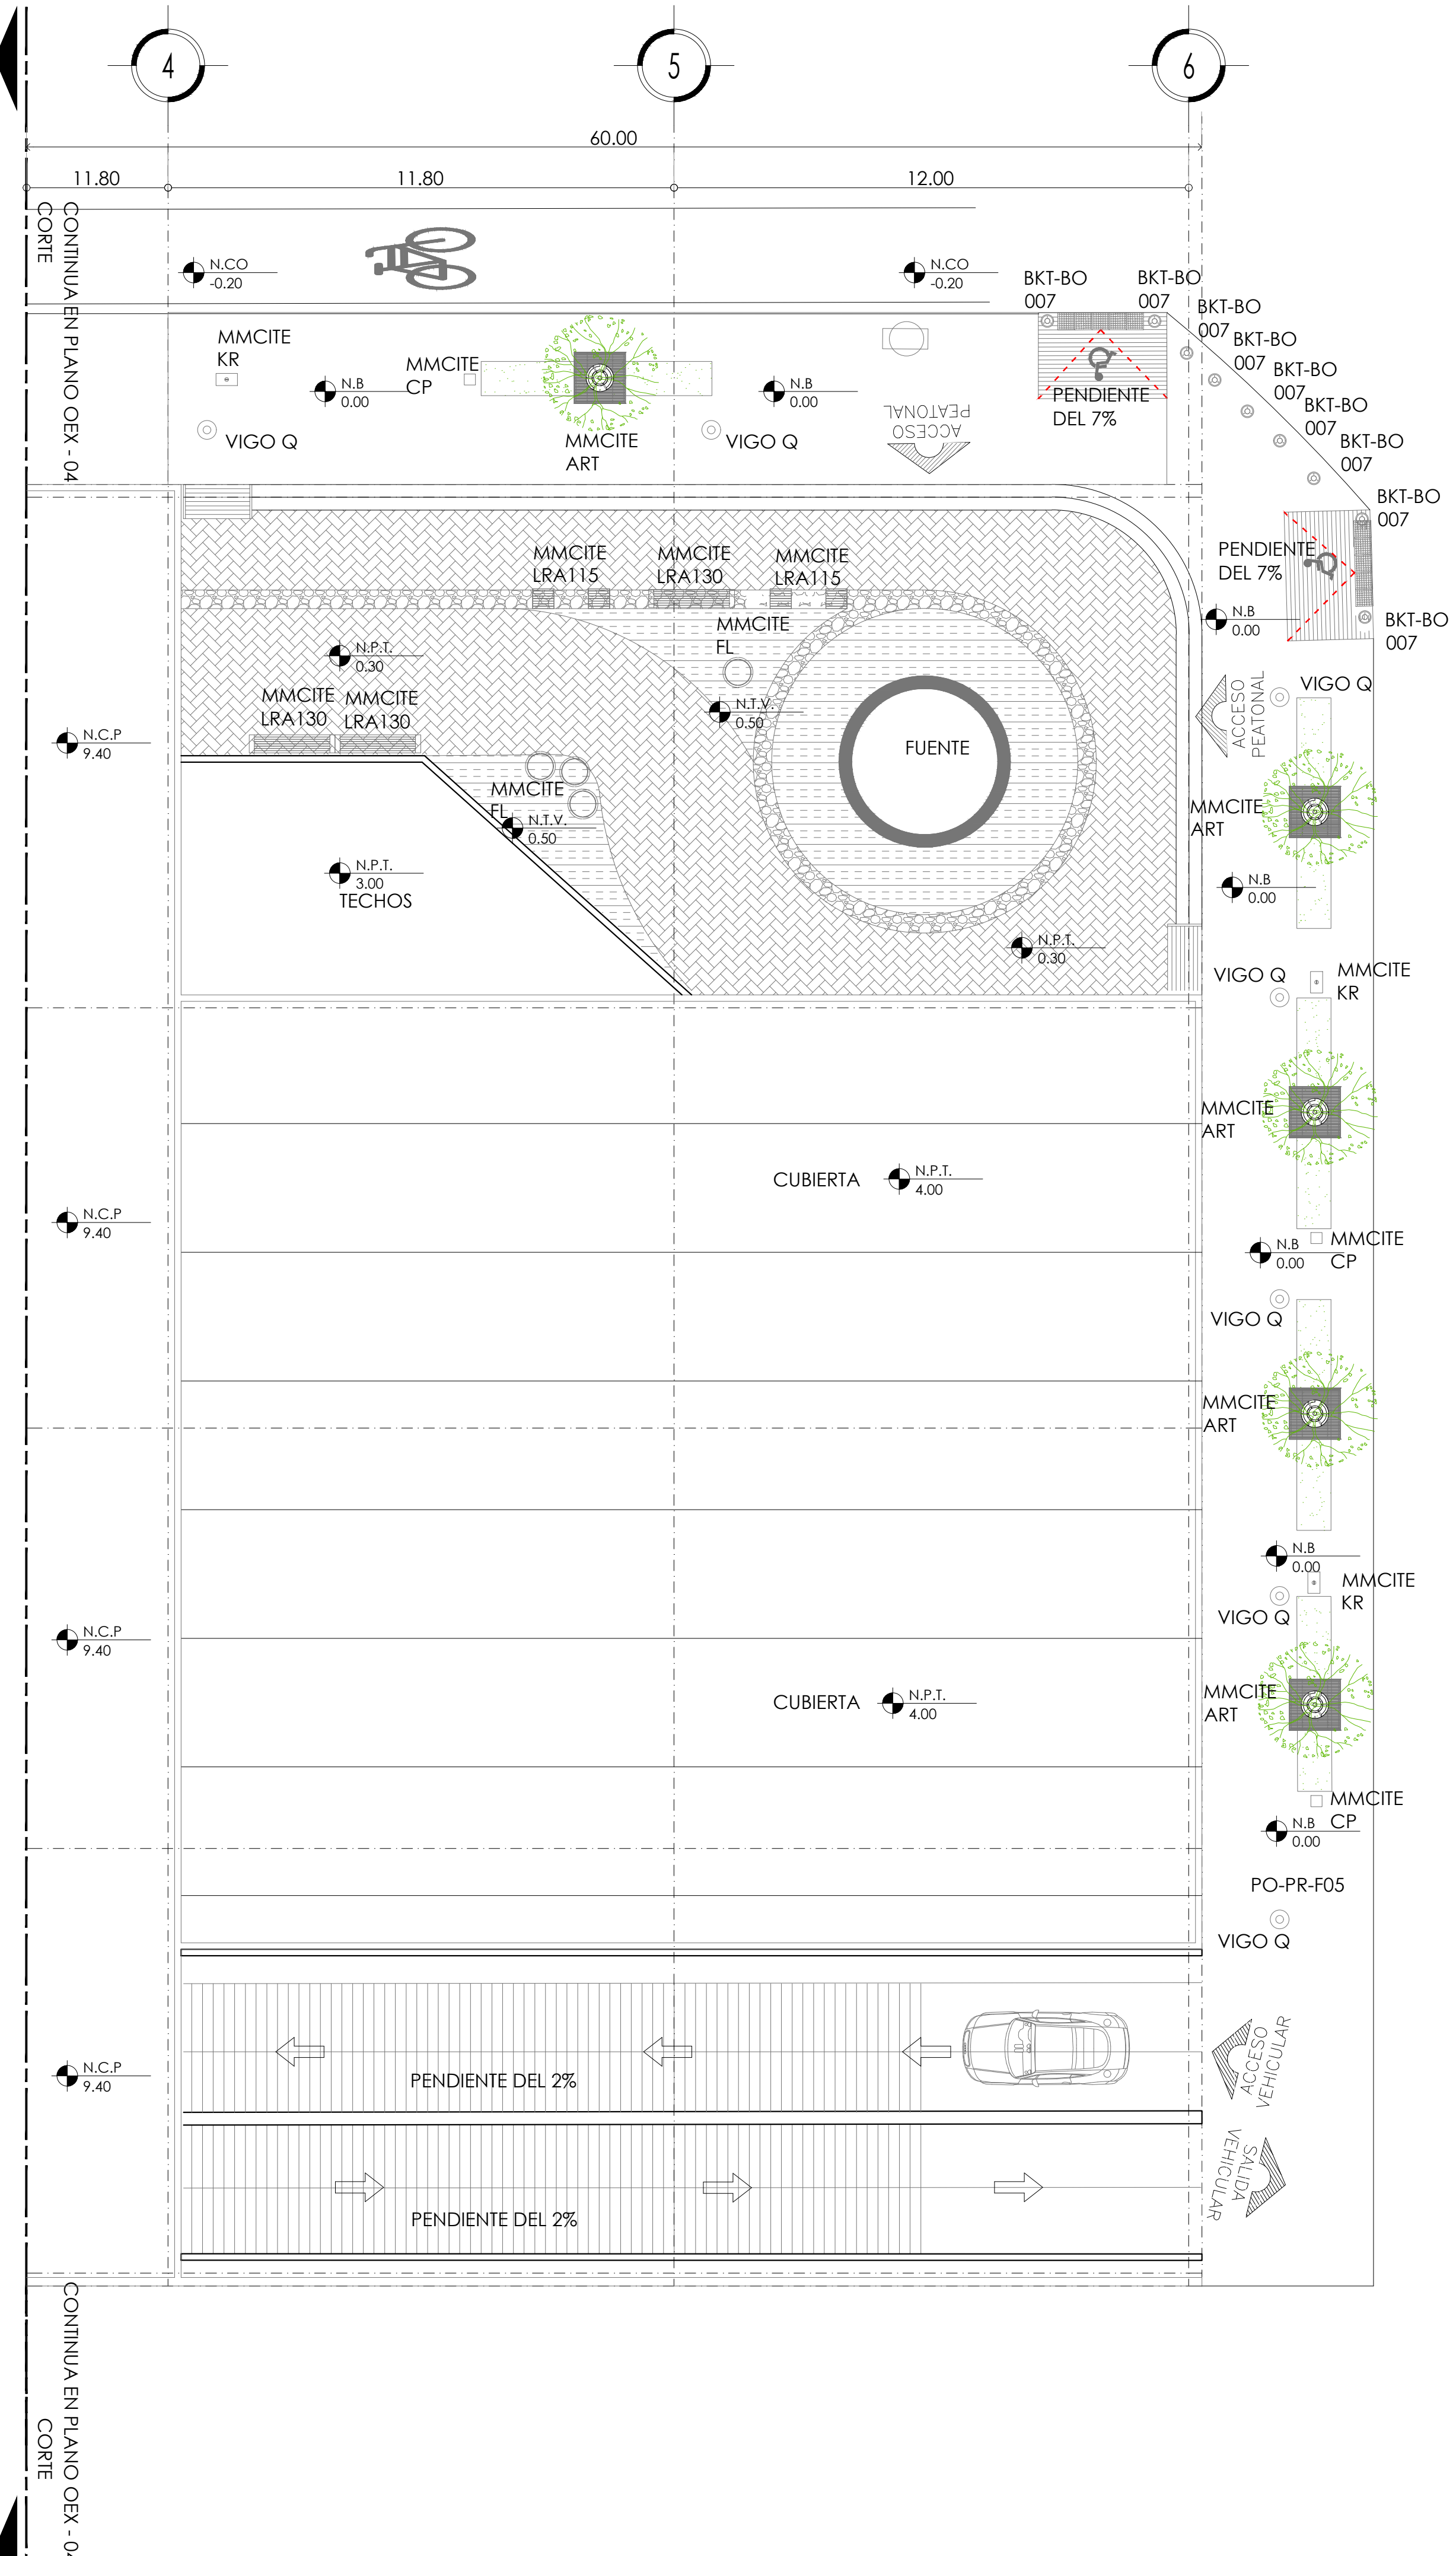 4
5
6
60.00
11.80
11.80
12.00
CONTINUA EN PLANO OEX - 04
CORTE
N.CO
-0.20
N.CO
-0.20
BKT-BO
007
BKT-BO
007
BKT-BO
007
BKT-BO
007
BKT-BO
007
BKT-BO
007
BKT-BO
007
BKT-BO
007
BKT-BO
007
MMCITE
KR
MMCITE
CP
N.B
0.00
N.B
0.00
PENDIENTE
DEL 7%
ACCESO
PEATONAL
VIGO Q
MMCITE
ART
VIGO Q
MMCITE
LRA115
MMCITE
LRA130
MMCITE
LRA115
PENDIENTE
DEL 7%
N.B
0.00
MMCITE
FL
N.P.T.
0.30
MMCITE
LRA130
MMCITE
LRA130
N.T.V.
0.50
ACCESO
PEATONAL
VIGO Q
N.C.P
9.40
FUENTE
MMCITE
FL
N.T.V.
0.50
MMCITE
ART
N.P.T.
3.00
TECHOS
N.B
0.00
N.P.T.
0.30
VIGO Q
MMCITE
KR
MMCITE
ART
CUBIERTA
N.P.T.
4.00
N.C.P
9.40
MMCITE
CP
N.B
0.00
VIGO Q
MMCITE
ART
N.B
0.00
MMCITE
KR
VIGO Q
N.C.P
9.40
CUBIERTA
N.P.T.
4.00
MMCITE
ART
MMCITE
CP
N.B
0.00
PO-PR-F05
VIGO Q
ACCESO
VEHICULAR
N.C.P
9.40
PENDIENTE DEL 2%
SALIDA
VEHICULAR
PENDIENTE DEL 2%
CONTINUA EN PLANO OEX - 04
CORTE